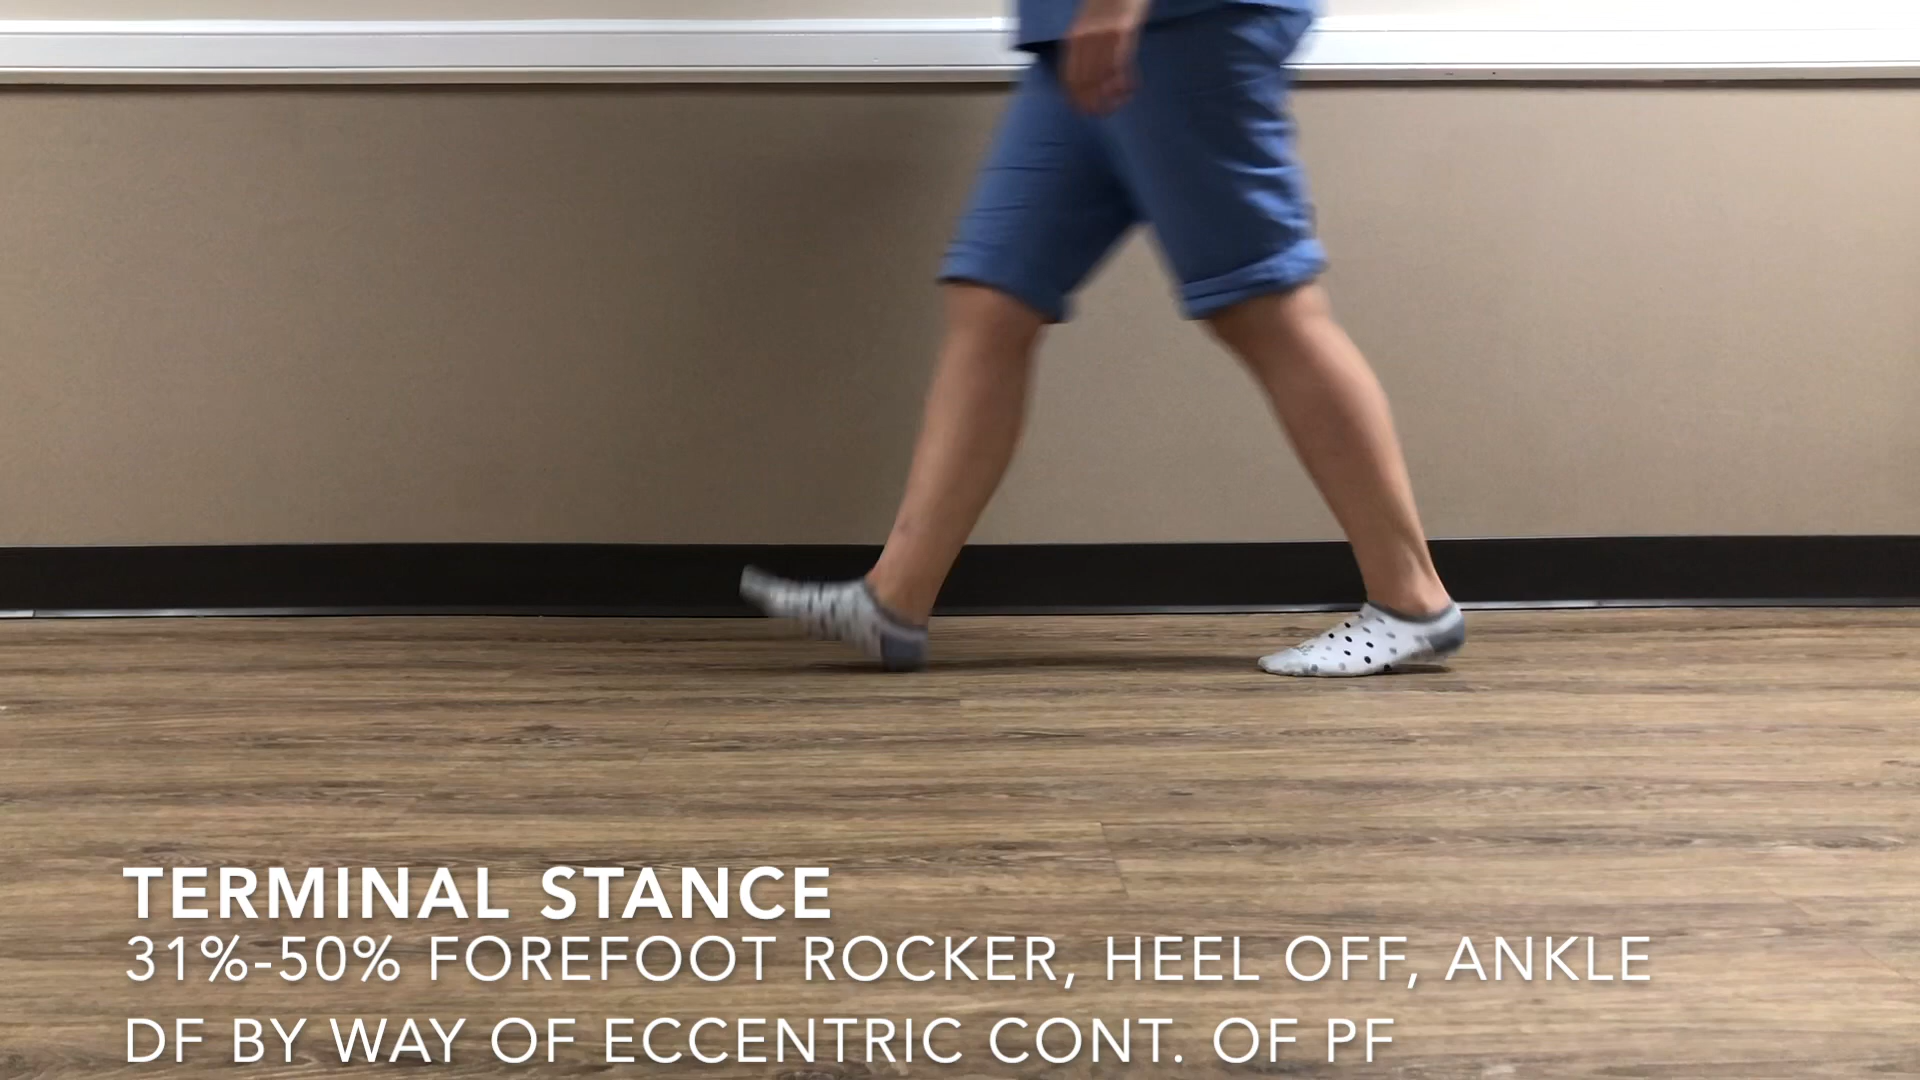 TERMINAL STANCE
31%-50% FOREFOOT ROCKER, HEEL OFF, ANKLE
DF BY WAY OF ECCENTRIC CONT. OF PF